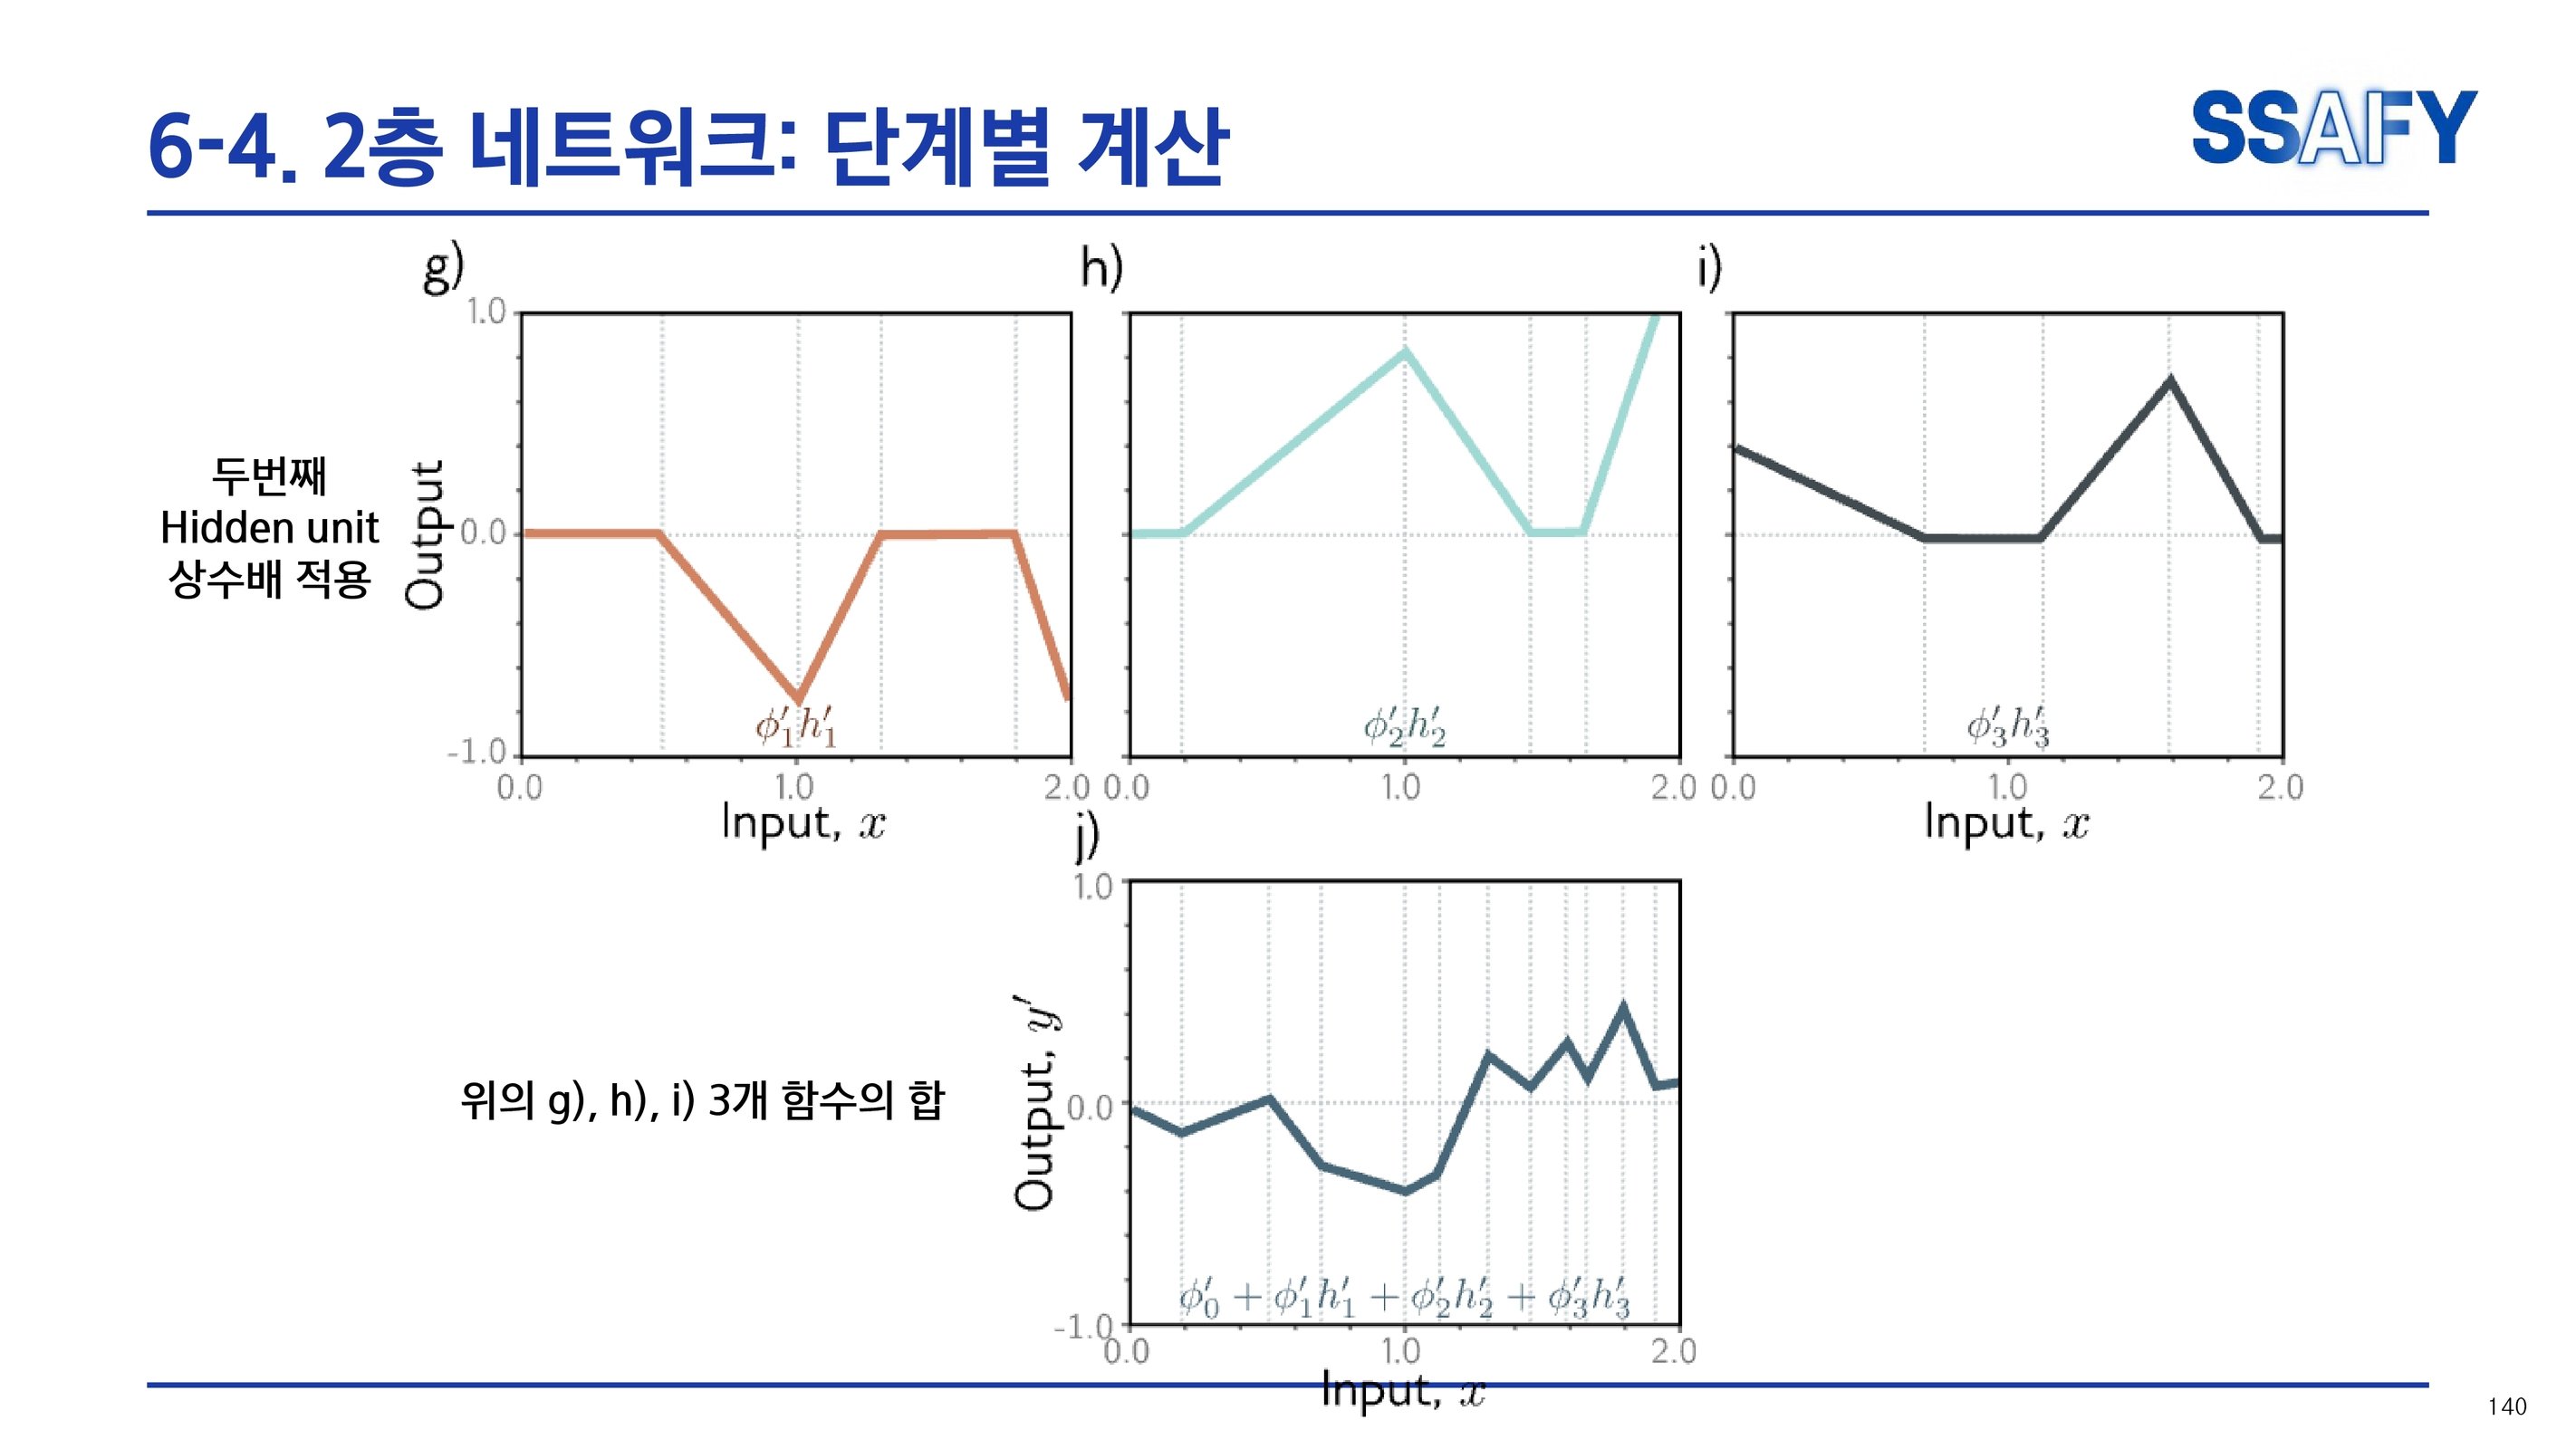 6-4. 2층 네트워크: 단계별 계산
SSAFY
g)
h)
i)
두번째
Hidden unit
상수배 적용
Output
1.0
0.0
-1.0
ϕ′₁h′₁
ϕ′₂h′₂
ϕ′₃h′₃
0.0 1.0 2.0
0.0 1.0 2.0
0.0 1.0 2.0
Input, x
Input, x
j)
위의 g), h), i) 3개 함수의 합
Output, y′
1.0
0.0
-1.0
ϕ′₀ + ϕ′₁h′₁ + ϕ′₂h′₂ + ϕ′₃h′₃
0.0 1.0 2.0
Input, x
140